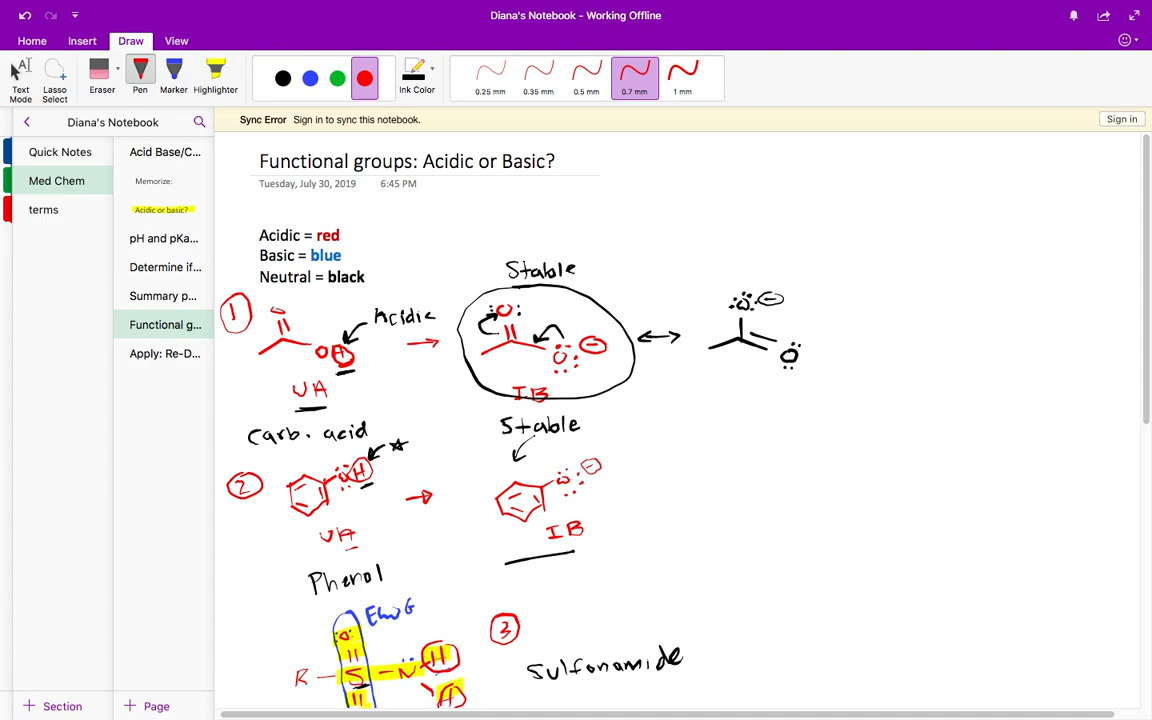 Diana's Notebook - Working Offline
Home Insert Draw View
Text Mode
Lasso Select
Eraser
Pen
Marker
Highlighter
Ink Color
0.25 mm
0.35 mm
0.5 mm
0.7 mm
1 mm
Diana's Notebook
Sync Error Sign in to sync this notebook.
Sign in
Quick Notes
Med Chem
terms
Acid Base/C...
Memorize:
Acidic or basic?
pH and pKa...
Determine if...
Summary p...
Functional g...
Apply: Re-D...
+ Section
+ Page
Functional groups: Acidic or Basic?
Tuesday, July 30, 2019 6:45 PM
Acidic = red
Basic = blue
Neutral = black
Stable
1
O
OH
Acidic
UA
Carb. acid
O
O
IB
O
O
Stable
2
OH
UA
Phenol
O
IB
EWG
3
Sulfonamide
O
R - S - N - H
H